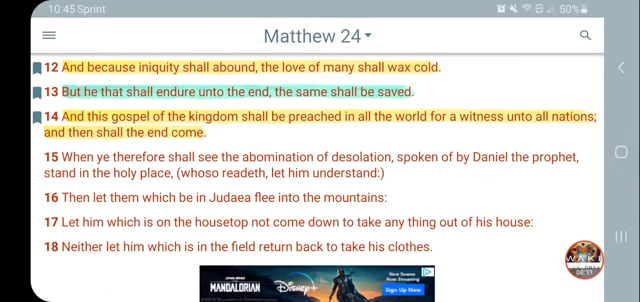 10:45 Sprint 50%
Matthew 24
12 And because iniquity shall abound, the love of many shall wax cold.
13 But he that shall endure unto the end, the same shall be saved.
14 And this gospel of the kingdom shall be preached in all the world for a witness unto all nations;
and then shall the end come.
15 When ye therefore shall see the abomination of desolation, spoken of by Daniel the prophet,
stand in the holy place, (whoso readeth, let him understand:)
16 Then let them which be in Judaea flee into the mountains:
17 Let him which is on the housetop not come down to take any thing out of his house:
18 Neither let him which is in the field return back to take his clothes.
WAKE
08:33
STAR WARS
MANDALORIAN
Disney+
New Season
Now Streaming
Sign Up Now